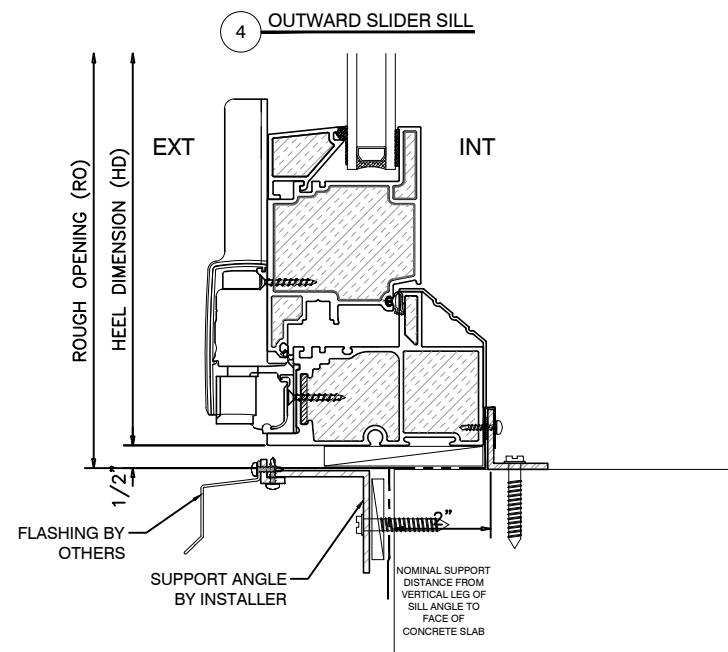 4
OUTWARD SLIDER SILL
EXT
INT
ROUGH OPENING (RO)
HEEL DIMENSION (HD)
1/2"
2"
FLASHING BY
OTHERS
SUPPORT ANGLE
BY INSTALLER
NOMINAL SUPPORT
DISTANCE FROM
VERTICAL LEG OF
SILL ANGLE TO
FACE OF
CONCRETE SLAB